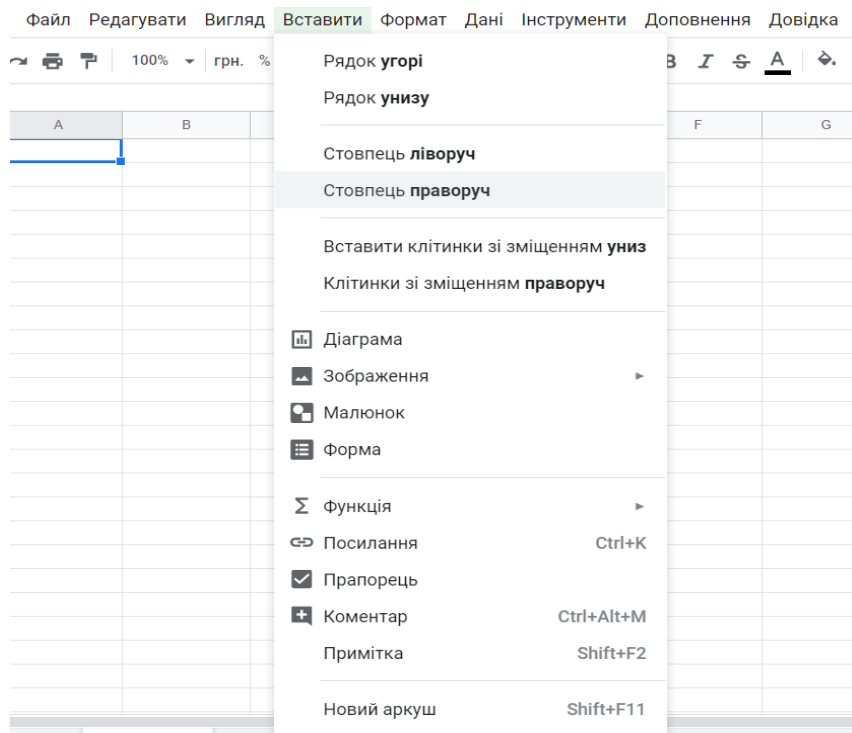 Файл Редагувати Вигляд Вставити Формат Дані Інструменти Доповнення Довідка
100% грн. % B I S A
A B F G
Рядок угорі
Рядок унизу
Стовпець ліворуч
Стовпець праворуч
Вставити клітинки зі зміщенням униз
Клітинки зі зміщенням праворуч
Діаграма
Зображення
Малюнок
Форма
Функція
Посилання Ctrl+K
Прапорець
Коментар Ctrl+Alt+M
Примітка Shift+F2
Новий аркуш Shift+F11